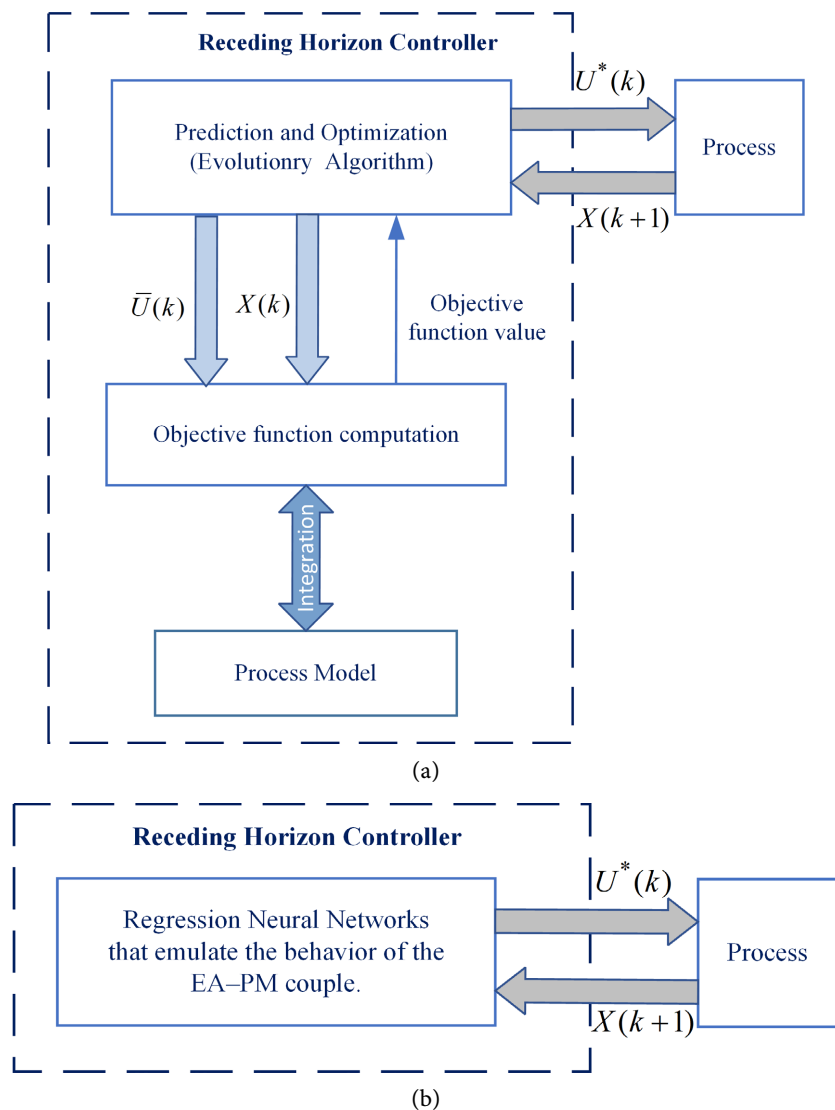 Receding Horizon Controller
U*(k)
Prediction and Optimization
(Evolutionry Algorithm)
Process
X(k+1)
Ū(k)
X(k)
Objective
function value
Objective function computation
Integration
Process Model
(a)
Receding Horizon Controller
U*(k)
Regression Neural Networks
that emulate the behavior of the
EA–PM couple.
Process
X(k+1)
(b)